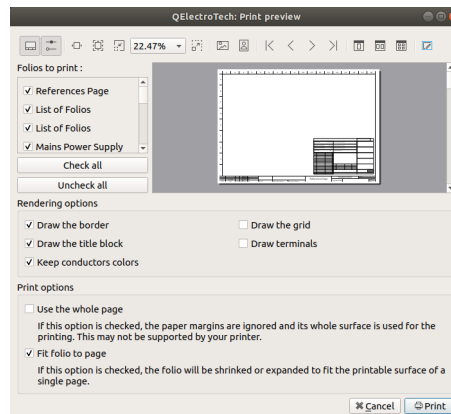 QElectroTech: Print preview
22.47%
Folios to print :
References Page
List of Folios
List of Folios
Mains Power Supply
Check all
Uncheck all
Rendering options
Draw the border
Draw the grid
Draw the title block
Draw terminals
Keep conductors colors
Print options
Use the whole page
If this option is checked, the paper margins are ignored and its whole surface is used for the
printing. This may not be supported by your printer.
Fit folio to page
If this option is checked, the folio will be shrinked or expanded to fit the printable surface of a
single page.
Cancel
Print